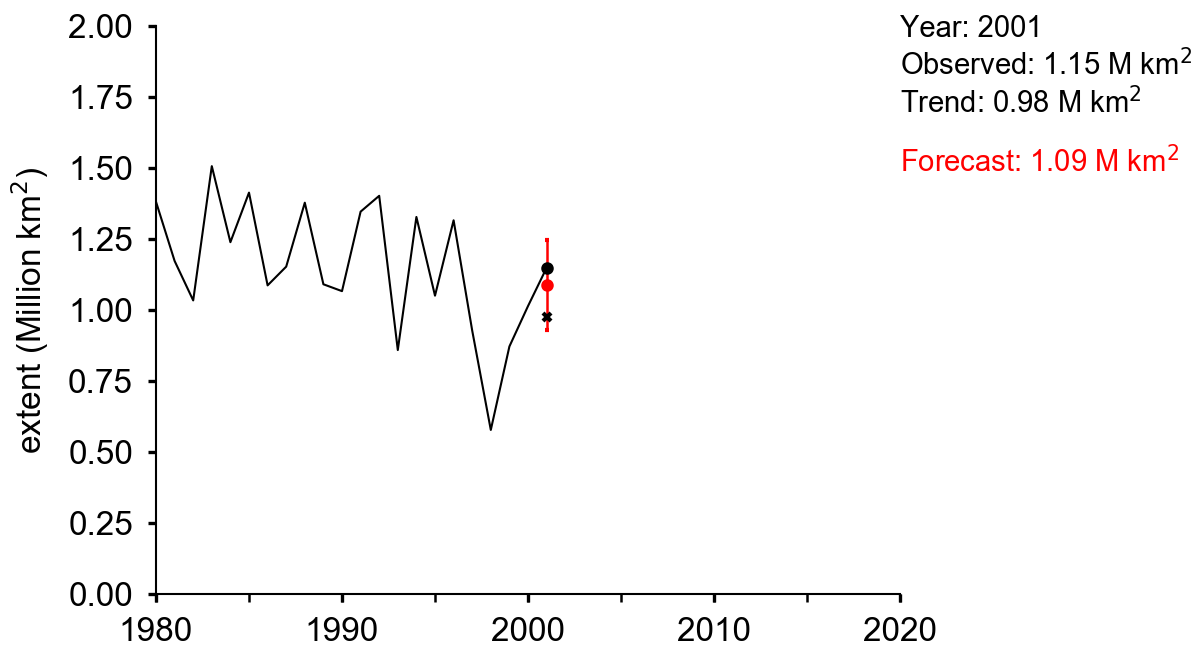 2.00
1.75
1.50
1.25
1.00
0.75
0.50
0.25
0.00
extent (Million km²)
1980 1990 2000 2010 2020
Year: 2001
Observed: 1.15 M km²
Trend: 0.98 M km²
Forecast: 1.09 M km²